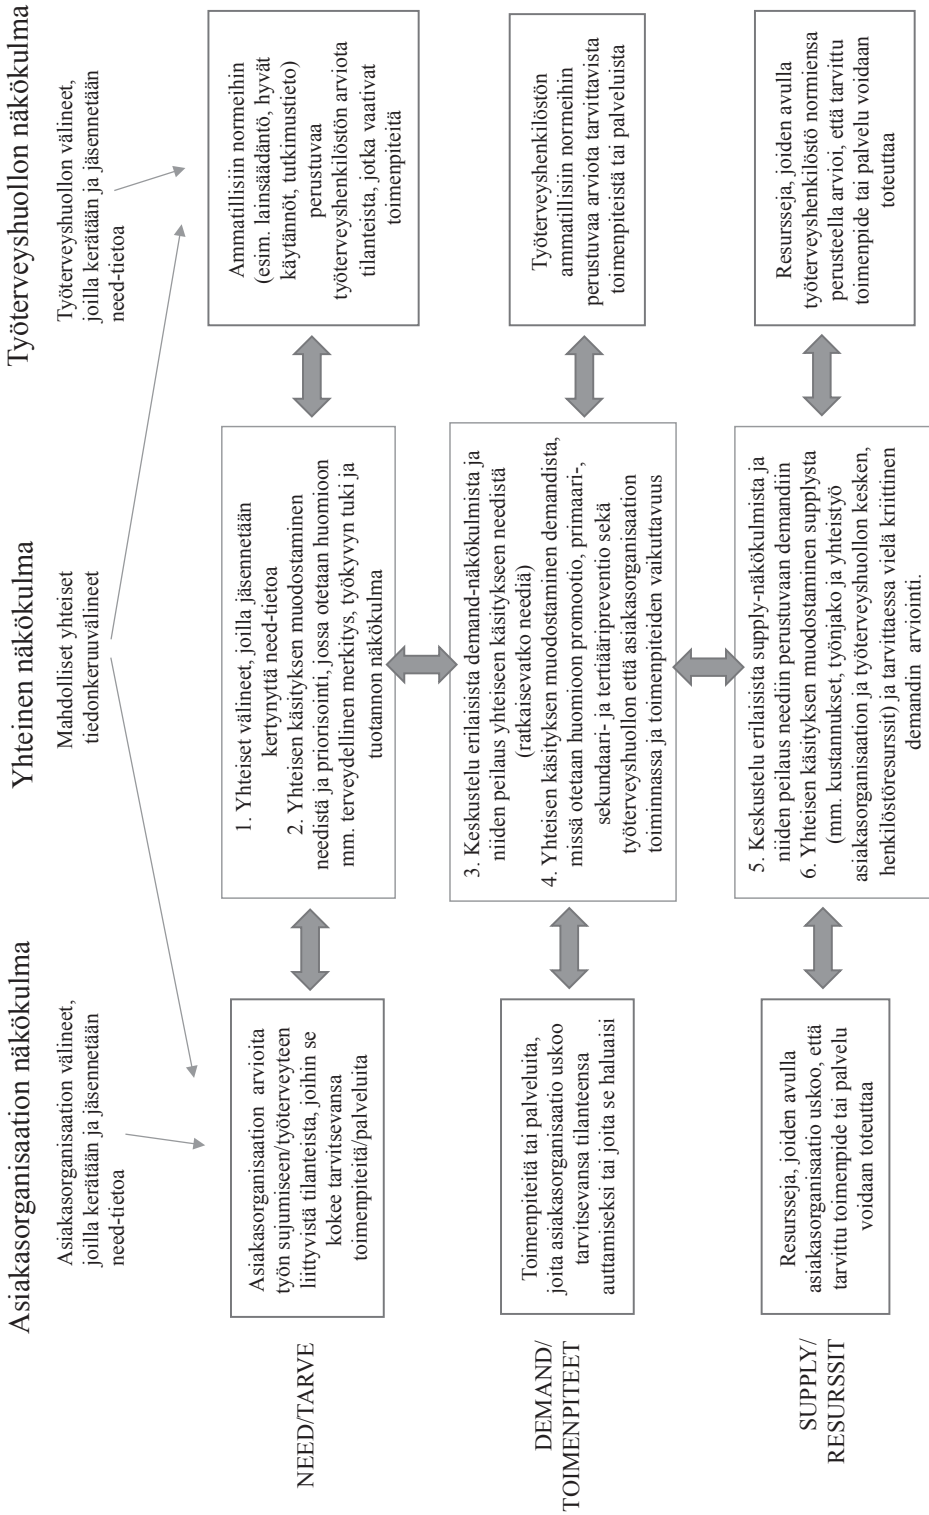 Asiakasorganisaation näkökulma
Yhteinen näkökulma
Työterveyshuollon näkökulma
Asiakasorganisaation välineet,
joilla kerätään ja jäsennetään
need-tietoa
Mahdolliset yhteiset
tiedonkeruuvälineet
Työterveyshuollon välineet,
joilla kerätään ja jäsennetään
need-tietoa
NEED/TARVE
Asiakasorganisaation arvioita
työn sujumiseen/työterveyteen
liittyvistä tilanteista, joihin se
kokee tarvitsevansa
toimenpiteitä/palveluita
1. Yhteiset välineet, joilla jäsennetään
kertynyttä need-tietoa
2. Yhteisen käsityksen muodostaminen
needistä ja priorisointi, jossa otetaan huomioon
mm. terveydellinen merkitys, työkyvyn tuki ja
tuotannon näkökulma
Ammatillisiin normeihin
(esim. lainsäädäntö, hyvät
käytännöt, tutkimustieto)
perustuvaa
työterveyshenkilöstön arviota
tilanteista, jotka vaativat
toimenpiteitä
DEMAND/
TOIMENPITEET
Toimenpiteitä tai palveluita,
joita asiakasorganisaatio uskoo
tarvitsevansa tilanteensa
auttamiseksi tai joita se haluaisi
3. Keskustelu erilaisista demand-näkökulmista ja
niiden peilaus yhteiseen käsitykseen needistä
(ratkaisevatko neediä)
4. Yhteisen käsityksen muodostaminen demandista,
missä otetaan huomioon promootio, primaari-,
sekundaari- ja tertiääripreventio sekä
työterveyshuollon että asiakasorganisaation
toiminnassa ja toimenpiteiden vaikuttavuus
Työterveyshenkilöstön
ammatillisiin normeihin
perustuvaa arviota tarvittavista
toimenpiteistä tai palveluista
SUPPLY/
RESURSSIT
Resursseja, joiden avulla
asiakasorganisaatio uskoo, että
tarvittu toimenpide tai palvelu
voidaan toteuttaa
5. Keskustelu erilaisista supply-näkökulmista ja
niiden peilaus neediin perustuvaan demandiin
6. Yhteisen käsityksen muodostaminen supplysta
(mm. kustannukset, työnjako ja yhteistyö
asiakasorganisaation ja työterveyshuollon kesken,
henkilöstöresurssit) ja tarvittaessa vielä kriittinen
demandin arviointi.
Resursseja, joiden avulla
työterveyshenkilöstö normiensa
perusteella arvioi, että tarvittu
toimenpide tai palvelu voidaan
toteuttaa